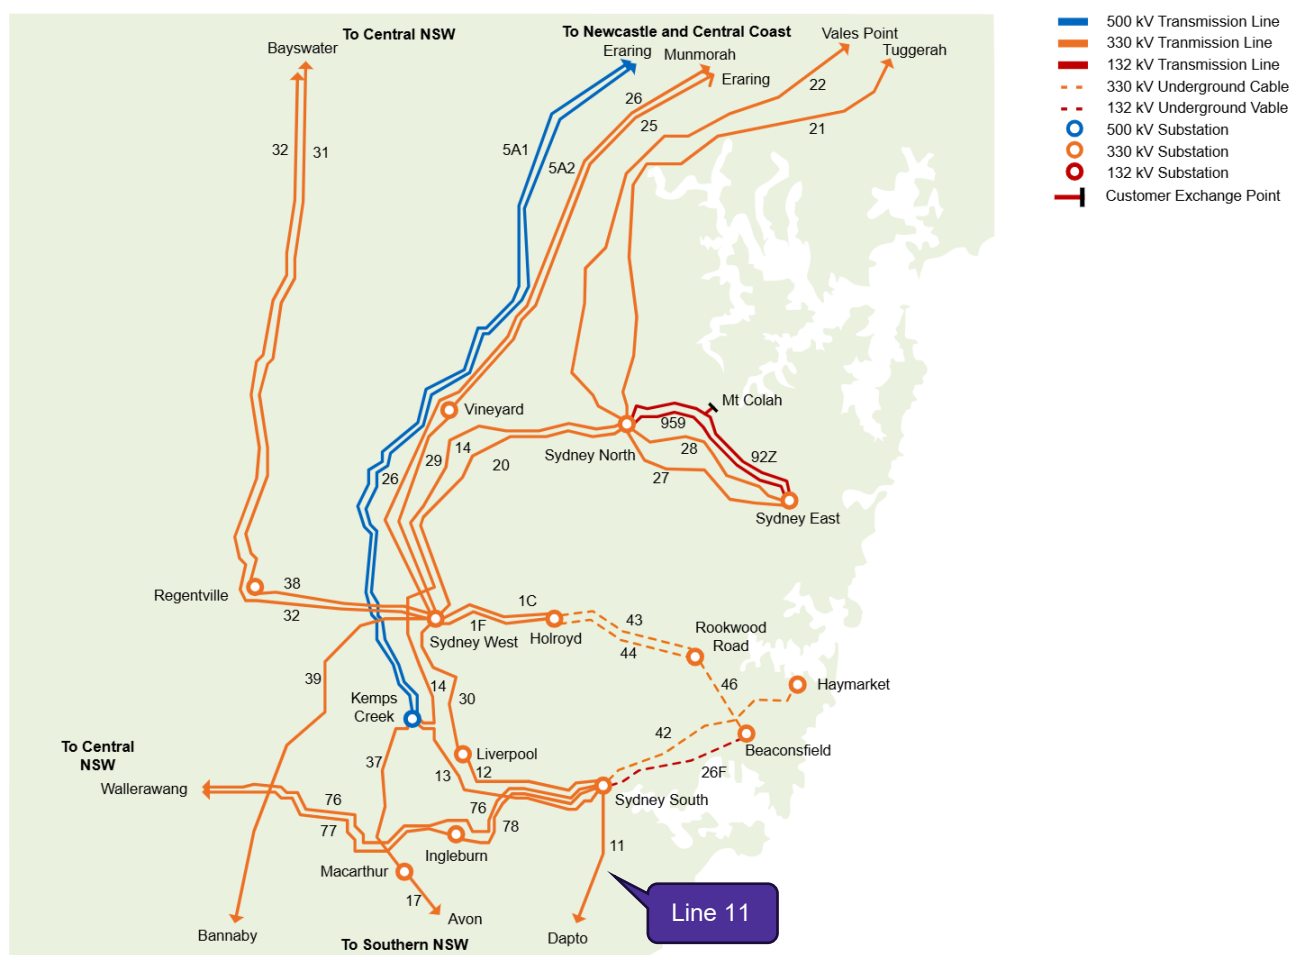 To Central NSW
Bayswater
To Newcastle and Central Coast
Eraring
Munmorah
Eraring
Vales Point
Tuggerah
500 kV Transmission Line
330 kV Tranmission Line
132 kV Transmission Line
330 kV Underground Cable
132 kV Underground Vable
500 kV Substation
330 kV Substation
132 kV Substation
Customer Exchange Point
26
25
22
21
32
31
5A1
5A2
Vineyard
Mt Colah
959
92Z
28
27
Sydney North
Sydney East
14
20
29
26
Regentville
38
32
Sydney West
1C
1F
Holroyd
43
44
Rookwood
Road
46
Haymarket
39
14
30
Kemps
Creek
42
Beaconsfield
26F
To Central
NSW
Wallerawang
37
Liverpool
12
13
Sydney South
76
77
76
78
Ingleburn
11
Macarthur
17
Avon
Line 11
Bannaby
To Southern NSW
Dapto